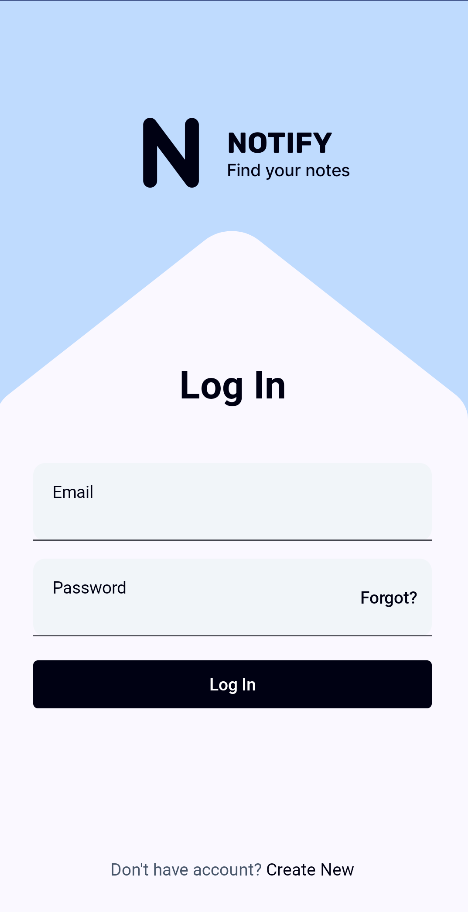 N
NOTIFY
Find your notes
Log In
Email
Password
Forgot?
Log In
Don't have account? Create New